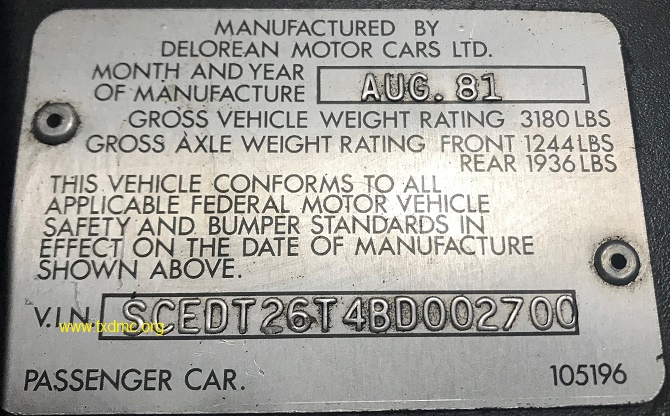 MANUFACTURED BY
DELOREAN MOTOR CARS LTD.
MONTH AND YEAR
OF MANUFACTURE AUG. 81
GROSS VEHICLE WEIGHT RATING 3180 LBS
GROSS AXLE WEIGHT RATING FRONT 1244 LBS
REAR 1936 LBS
THIS VEHICLE CONFORMS TO ALL
APPLICABLE FEDERAL MOTOR VEHICLE
SAFETY AND BUMPER STANDARDS IN
EFFECT ON THE DATE OF MANUFACTURE
SHOWN ABOVE.
V.I.N SCEDT26T4BD002700
www.txdmc.org
PASSENGER CAR. 105196